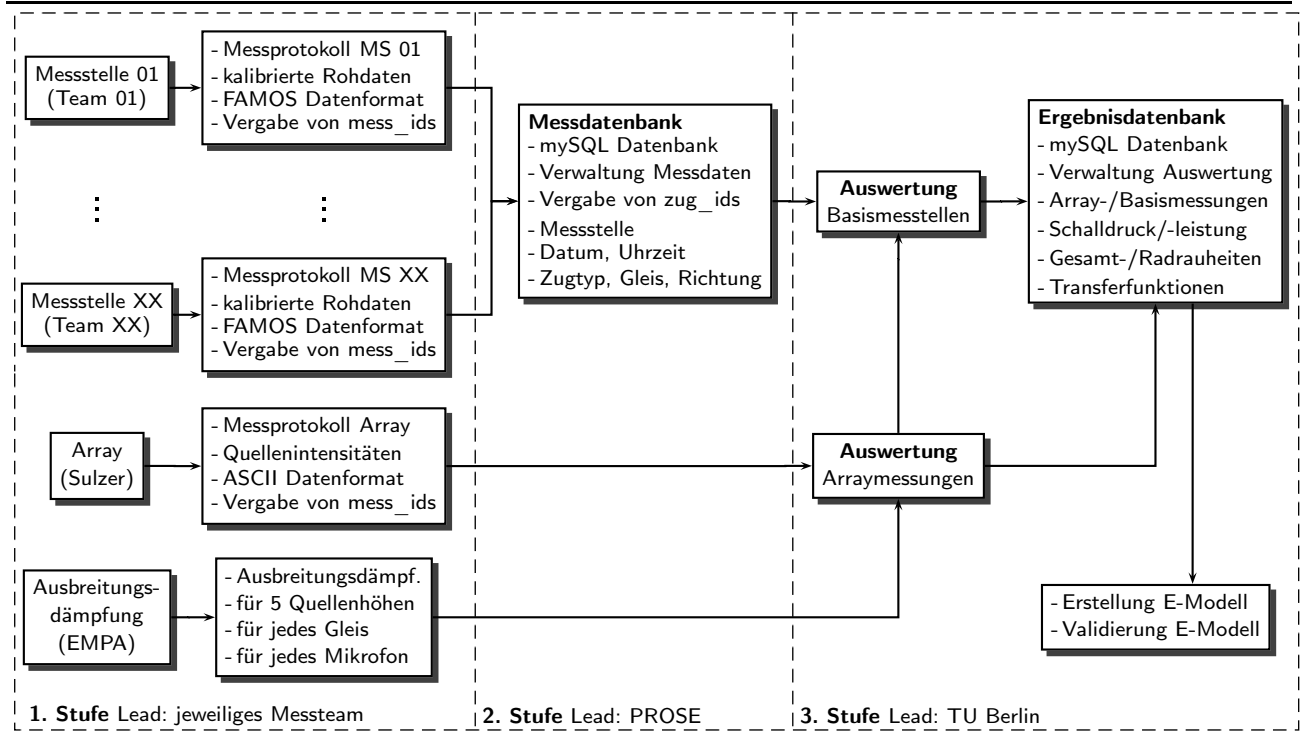 Messstelle 01
(Team 01)
- Messprotokoll MS 01
- kalibrierte Rohdaten
- FAMOS Datenformat
- Vergabe von mess_ids
Messstelle XX
(Team XX)
- Messprotokoll MS XX
- kalibrierte Rohdaten
- FAMOS Datenformat
- Vergabe von mess_ids
Array
(Sulzer)
- Messprotokoll Array
- Quellenintensitäten
- ASCII Datenformat
- Vergabe von mess_ids
Ausbreitungs-
dämpfung
(EMPA)
- Ausbreitungsdämpf.
- für 5 Quellenhöhen
- für jedes Gleis
- für jedes Mikrofon
1. Stufe Lead: jeweiliges Messteam
Messdatenbank
- mySQL Datenbank
- Verwaltung Messdaten
- Vergabe von zug_ids
- Messstelle
- Datum, Uhrzeit
- Zugtyp, Gleis, Richtung
2. Stufe Lead: PROSE
Auswertung
Basismesstellen
Auswertung
Arraymessungen
Ergebnisdatenbank
- mySQL Datenbank
- Verwaltung Auswertung
- Array-/Basismessungen
- Schalldruck/-leistung
- Gesamt-/Radrauheiten
- Transferfunktionen
- Erstellung E-Modell
- Validierung E-Modell
3. Stufe Lead: TU Berlin